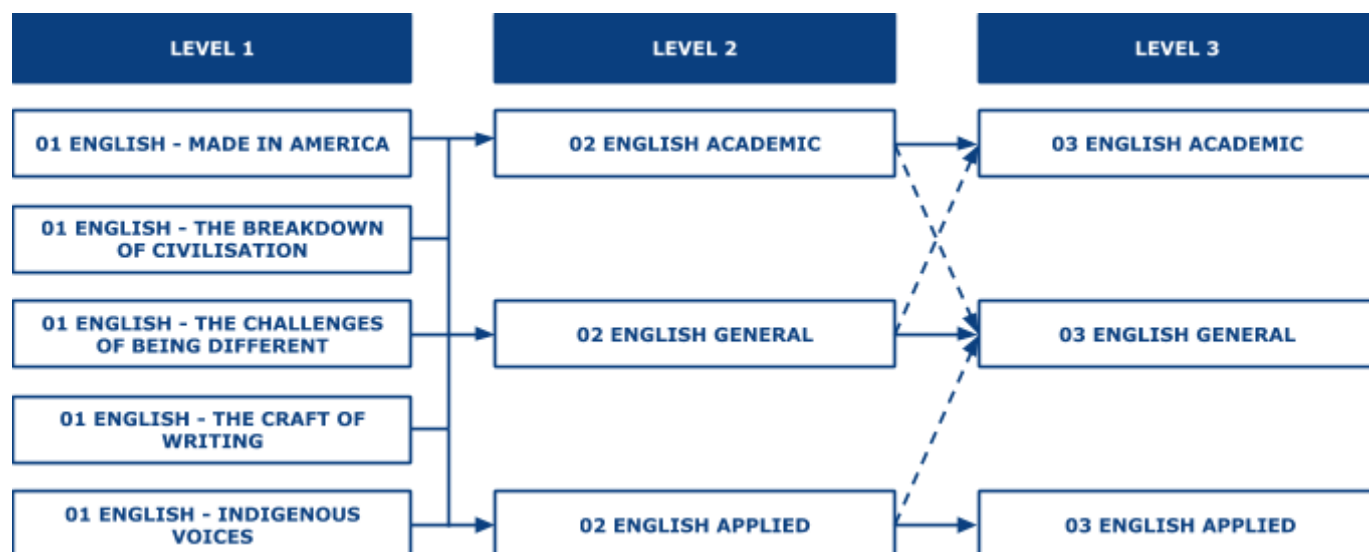 LEVEL 1
LEVEL 2
LEVEL 3
01 ENGLISH - MADE IN AMERICA
02 ENGLISH ACADEMIC
03 ENGLISH ACADEMIC
01 ENGLISH - THE BREAKDOWN
OF CIVILISATION
01 ENGLISH - THE CHALLENGES
OF BEING DIFFERENT
02 ENGLISH GENERAL
03 ENGLISH GENERAL
01 ENGLISH - THE CRAFT OF
WRITING
01 ENGLISH - INDIGENOUS
VOICES
02 ENGLISH APPLIED
03 ENGLISH APPLIED